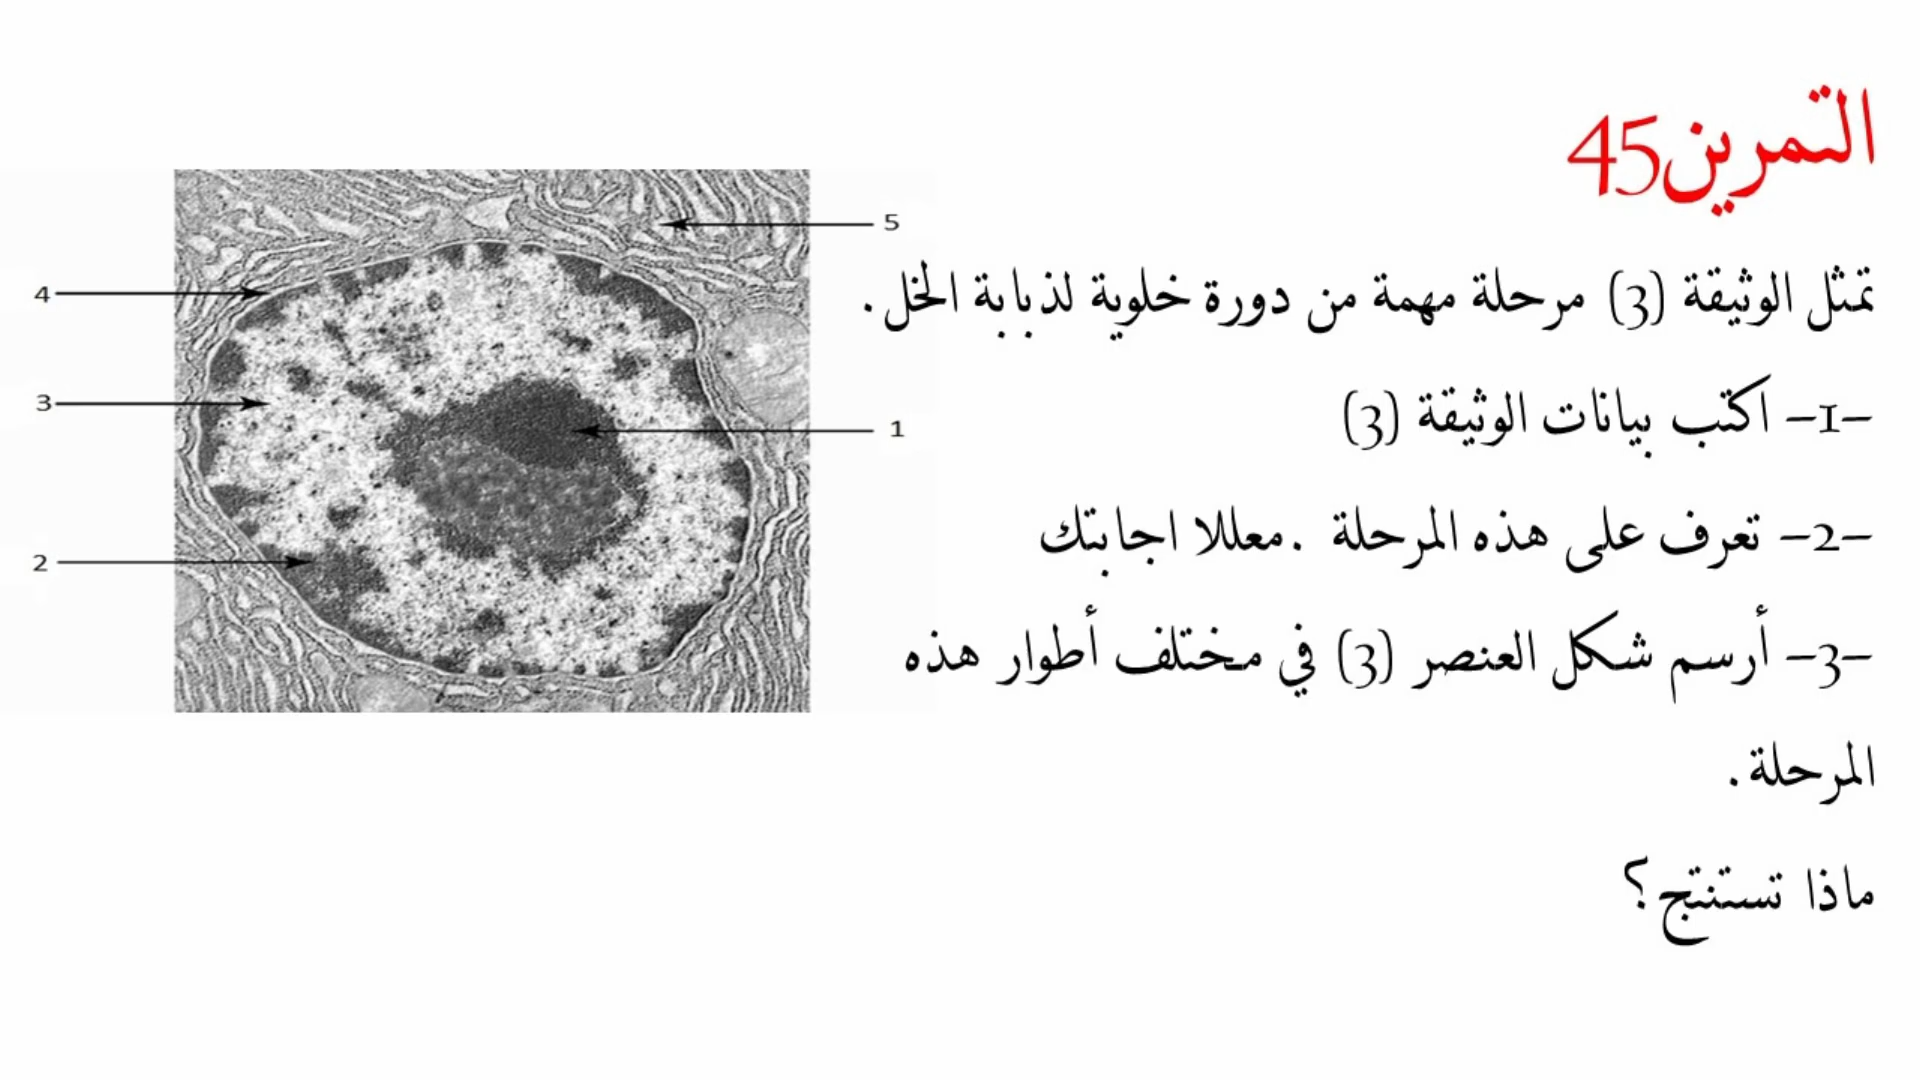 التمرين45
تمثل الوثيقة (3) مرحلة مهمة من دورة خلوية لذبابة الخل.
-1- اكتب بيانات الوثيقة (3)
-2- تعرف على هذه المرحلة .معللا اجابتك
-3- أرسم شكل العنصر (3) في مختلف أطوار هذه
المرحلة.
ماذا تستنتج؟
5
4
3
1
2